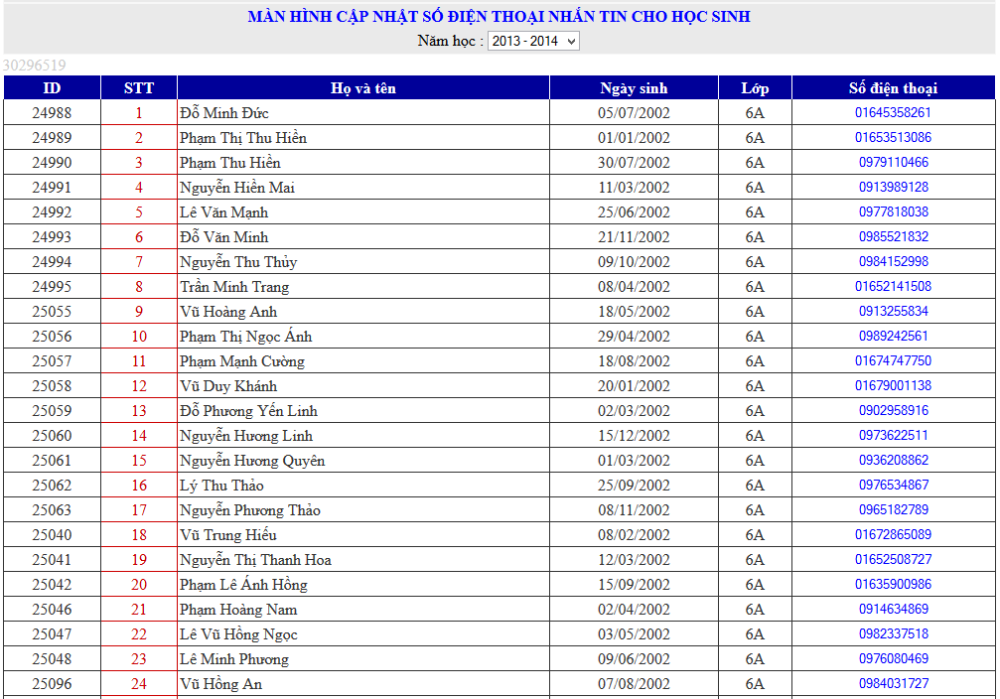 MÀN HÌNH CẬP NHẬT SỐ ĐIỆN THOẠI NHẮN TIN CHO HỌC SINH
Năm học : 2013 - 2014
30296519
ID STT Họ và tên Ngày sinh Lớp Số điện thoại
24988 1 Đỗ Minh Đức 05/07/2002 6A 01645358261
24989 2 Phạm Thị Thu Hiền 01/01/2002 6A 01653513086
24990 3 Phạm Thu Hiền 30/07/2002 6A 0979110466
24991 4 Nguyễn Hiền Mai 11/03/2002 6A 0913989128
24992 5 Lê Văn Mạnh 25/06/2002 6A 0977818038
24993 6 Đỗ Văn Minh 21/11/2002 6A 0985521832
24994 7 Nguyễn Thu Thủy 09/10/2002 6A 0984152998
24995 8 Trần Minh Trang 08/04/2002 6A 01652141508
25055 9 Vũ Hoàng Anh 18/05/2002 6A 0913255834
25056 10 Phạm Thị Ngọc Ánh 29/04/2002 6A 0989242561
25057 11 Phạm Mạnh Cường 18/08/2002 6A 01674747750
25058 12 Vũ Duy Khánh 20/01/2002 6A 01679001138
25059 13 Đỗ Phương Yến Linh 02/03/2002 6A 0902958916
25060 14 Nguyễn Hương Linh 15/12/2002 6A 0973622511
25061 15 Nguyễn Hương Quyên 01/03/2002 6A 0936208862
25062 16 Lý Thu Thảo 25/09/2002 6A 0976534867
25063 17 Nguyễn Phương Thảo 08/11/2002 6A 0965182789
25040 18 Vũ Trung Hiếu 08/02/2002 6A 01672865089
25041 19 Nguyễn Thị Thanh Hoa 12/03/2002 6A 01652508727
25042 20 Phạm Lê Ánh Hồng 15/09/2002 6A 01635900986
25046 21 Phạm Hoàng Nam 02/04/2002 6A 0914634869
25047 22 Lê Vũ Hồng Ngọc 03/05/2002 6A 0982337518
25048 23 Lê Minh Phương 09/06/2002 6A 0976080469
25096 24 Vũ Hồng An 07/08/2002 6A 0984031727